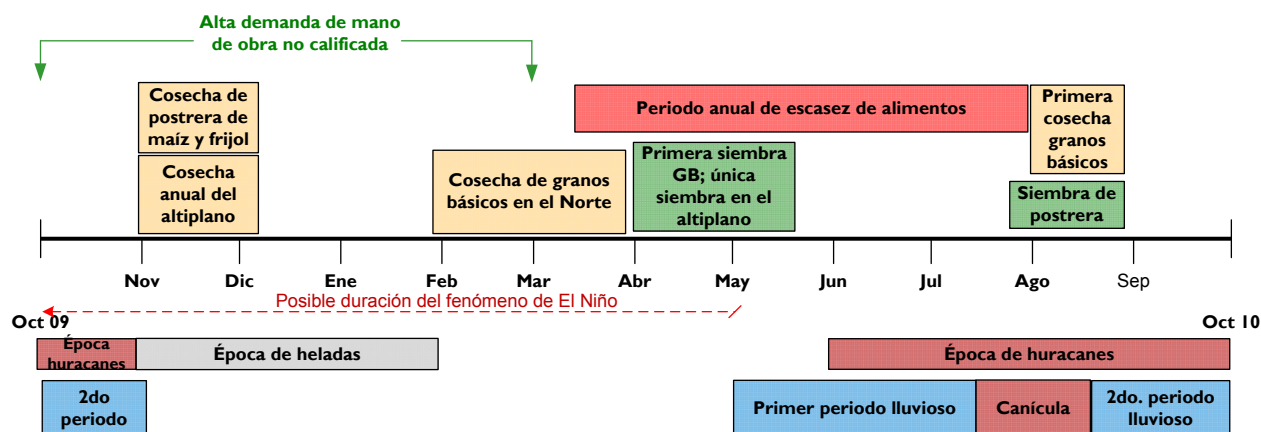 Alta demanda de mano
de obra no calificada
Cosecha de
postrera de
maíz y frijol
Cosecha
anual del
altiplano
Cosecha de granos
básicos en el Norte
Periodo anual de escasez de alimentos
Primera siembra
GB; única
siembra en el
altiplano
Primera
cosecha
granos
básicos
Siembra de
postrera
Nov
Dic
Ene
Feb
Mar
Abr
May
Jun
Jul
Ago
Sep
Posible duración del fenómeno de El Niño
Oct 09
Oct 10
Época
huracanes
Época de heladas
Época de huracanes
2do
periodo
Primer periodo lluvioso
Canícula
2do. periodo
lluvioso